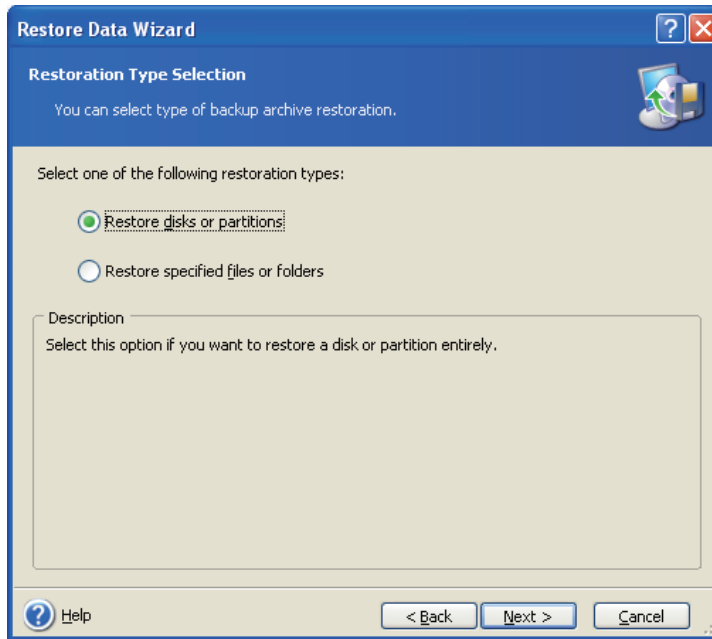 Restore Data Wizard
Restoration Type Selection
You can select type of backup archive restoration.
Select one of the following restoration types:
Restore disks or partitions
Restore specified files or folders
Description
Select this option if you want to restore a disk or partition entirely.
Help
< Back
Next >
Cancel